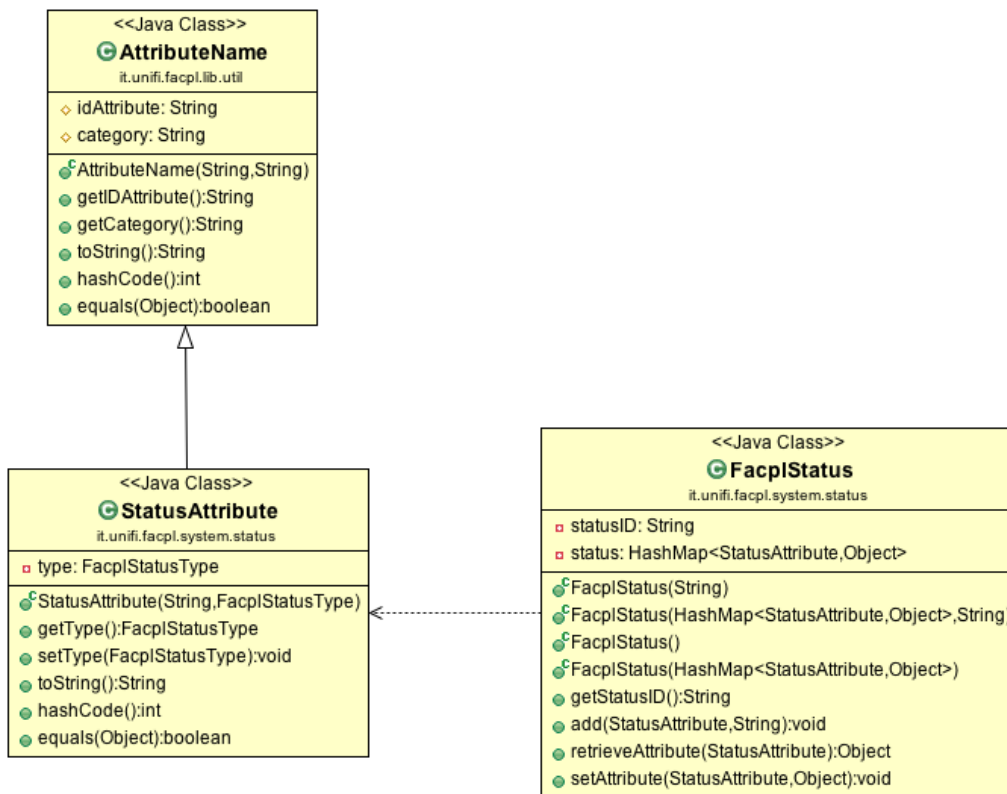 <<Java Class>>
AttributeName
it.unifi.facpl.lib.util
idAttribute: String
category: String
AttributeName(String,String)
getIDAttribute():String
getCategory():String
toString():String
hashCode():int
equals(Object):boolean
<<Java Class>>
StatusAttribute
it.unifi.facpl.system.status
type: FacplStatusType
StatusAttribute(String,FacplStatusType)
getType():FacplStatusType
setType(FacplStatusType):void
toString():String
hashCode():int
equals(Object):boolean
<<Java Class>>
FacplStatus
it.unifi.facpl.system.status
statusID: String
status: HashMap<StatusAttribute,Object>
FacplStatus(String)
FacplStatus(HashMap<StatusAttribute,Object>,String)
FacplStatus()
FacplStatus(HashMap<StatusAttribute,Object>)
getStatusID():String
add(StatusAttribute,String):void
retrieveAttribute(StatusAttribute):Object
setAttribute(StatusAttribute,Object):void